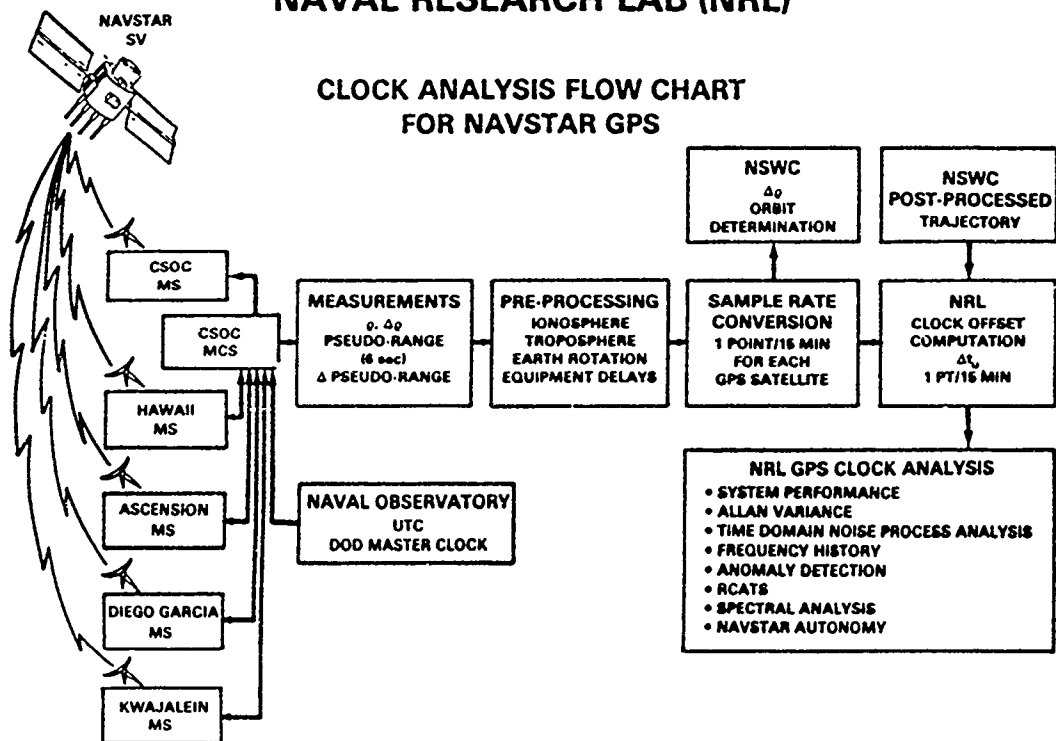 NAVAL RESEARCH LAB (NRL)
NAVSTAR
SV
CLOCK ANALYSIS FLOW CHART
FOR NAVSTAR GPS
NSWC
Δρ
ORBIT
DETERMINATION
NSWC
POST-PROCESSED
TRAJECTORY
CSOC
MS
CSOC
MCS
MEASUREMENTS
ρ, Δρ
PSEUDO-RANGE
(6 sec)
Δ PSEUDO-RANGE
PRE-PROCESSING
IONOSPHERE
TROPOSPHERE
EARTH ROTATION
EQUIPMENT DELAYS
SAMPLE RATE
CONVERSION
1 POINT/15 MIN
FOR EACH
GPS SATELLITE
NRL
CLOCK OFFSET
COMPUTATION
1 PT/15 MIN
HAWAII
MS
ASCENSION
MS
NAVAL OBSERVATORY
UTC
DOD MASTER CLOCK
DIEGO GARCIA
MS
KWAJALEIN
MS
NRL GPS CLOCK ANALYSIS
• SYSTEM PERFORMANCE
• ALLAN VARIANCE
• TIME DOMAIN NOISE PROCESS ANALYSIS
• FREQUENCY HISTORY
• ANOMALY DETECTION
• RCATS
• SPECTRAL ANALYSIS
• NAVSTAR AUTONOMY